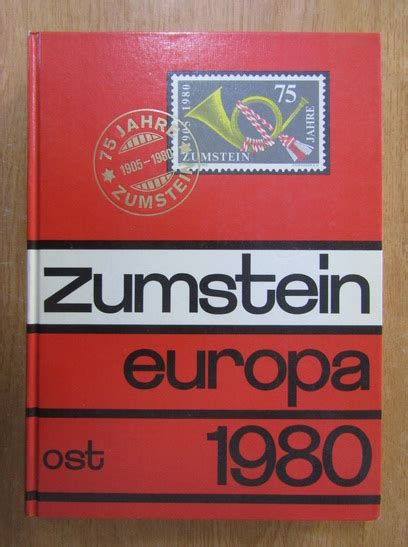 75 JAHRE
1905-1980
ZUMSTEIN
1905-1980
75
JAHRE
ZUMSTEIN
zumstein
europa
ost 1980